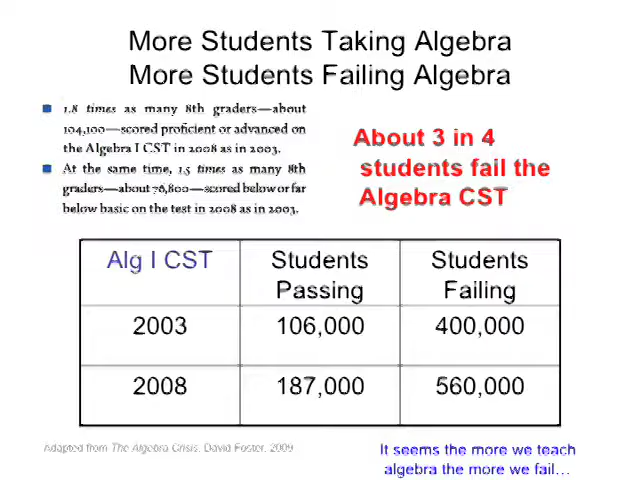 More Students Taking Algebra
More Students Failing Algebra
1.8 times as many 8th graders—about
104,100—scored proficient or advanced on
the Algebra I CST in 2008 as in 2003.
At the same time, 1.5 times as many 8th
graders—about 76,800—scored below or far
below basic on the test in 2008 as in 2003.
About 3 in 4
students fail the
Algebra CST
Alg I CST Students Passing Students Failing
2003 106,000 400,000
2008 187,000 560,000
Adapted from The Algebra Crisis, David Foster, 2009
It seems the more we teach
algebra the more we fail…